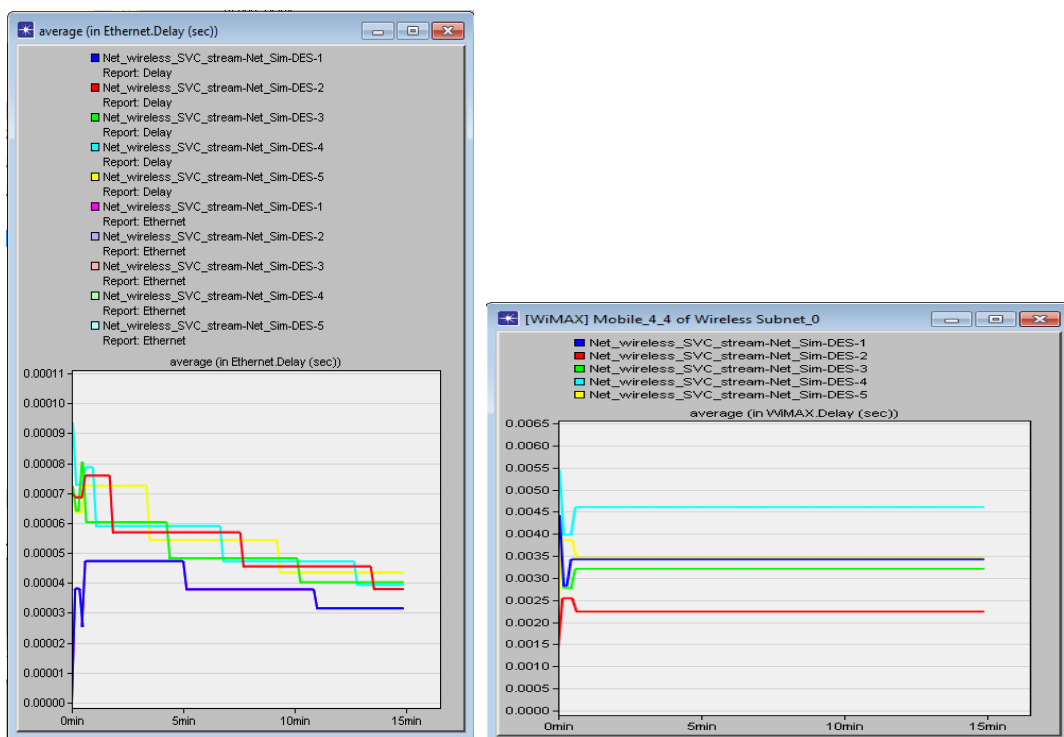 average (in Ethernet.Delay (sec))
Net_wireless_SVC_stream-Net_Sim-DES-1
Report: Delay
Net_wireless_SVC_stream-Net_Sim-DES-2
Report: Delay
Net_wireless_SVC_stream-Net_Sim-DES-3
Report: Delay
Net_wireless_SVC_stream-Net_Sim-DES-4
Report: Delay
Net_wireless_SVC_stream-Net_Sim-DES-5
Report: Delay
Net_wireless_SVC_stream-Net_Sim-DES-1
Report: Ethernet
Net_wireless_SVC_stream-Net_Sim-DES-2
Report: Ethernet
Net_wireless_SVC_stream-Net_Sim-DES-3
Report: Ethernet
Net_wireless_SVC_stream-Net_Sim-DES-4
Report: Ethernet
Net_wireless_SVC_stream-Net_Sim-DES-5
Report: Ethernet
average (in Ethernet.Delay (sec))
0.00011
0.00010
0.00009
0.00008
0.00007
0.00006
0.00005
0.00004
0.00003
0.00002
0.00001
0.00000
0min 5min 10min 15min
[WiMAX] Mobile_4_4 of Wireless Subnet_0
Net_wireless_SVC_stream-Net_Sim-DES-1
Net_wireless_SVC_stream-Net_Sim-DES-2
Net_wireless_SVC_stream-Net_Sim-DES-3
Net_wireless_SVC_stream-Net_Sim-DES-4
Net_wireless_SVC_stream-Net_Sim-DES-5
average (in WiMAX.Delay (sec))
0.0065
0.0060
0.0055
0.0050
0.0045
0.0040
0.0035
0.0030
0.0025
0.0020
0.0015
0.0010
0.0005
0.0000
0min 5min 10min 15min